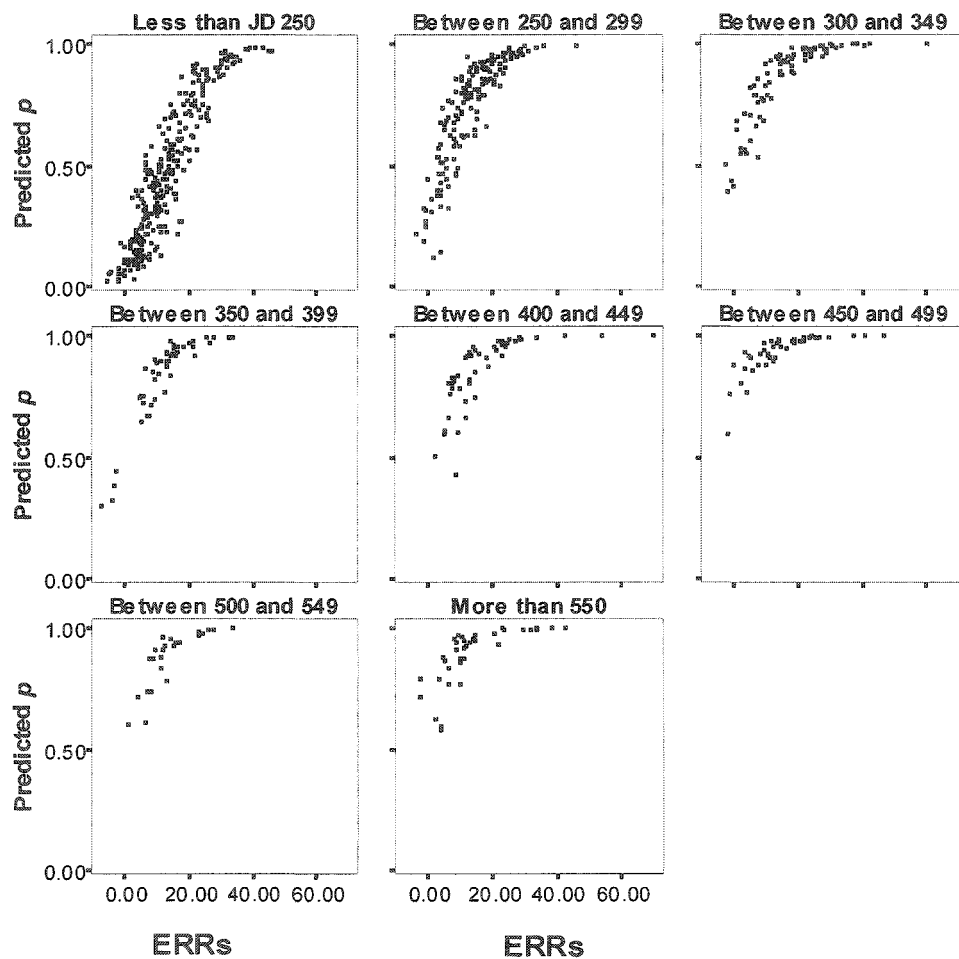 Less than JD 250
Between 250 and 299
Between 300 and 349
1.00
0.50
0.00
Predicted p
Between 350 and 399
Between 400 and 449
Between 450 and 499
1.00
0.50
0.00
Predicted p
Between 500 and 549
More than 550
1.00
0.50
0.00
Predicted p
0.00 20.00 40.00 60.00
0.00 20.00 40.00 60.00
ERRs
ERRs